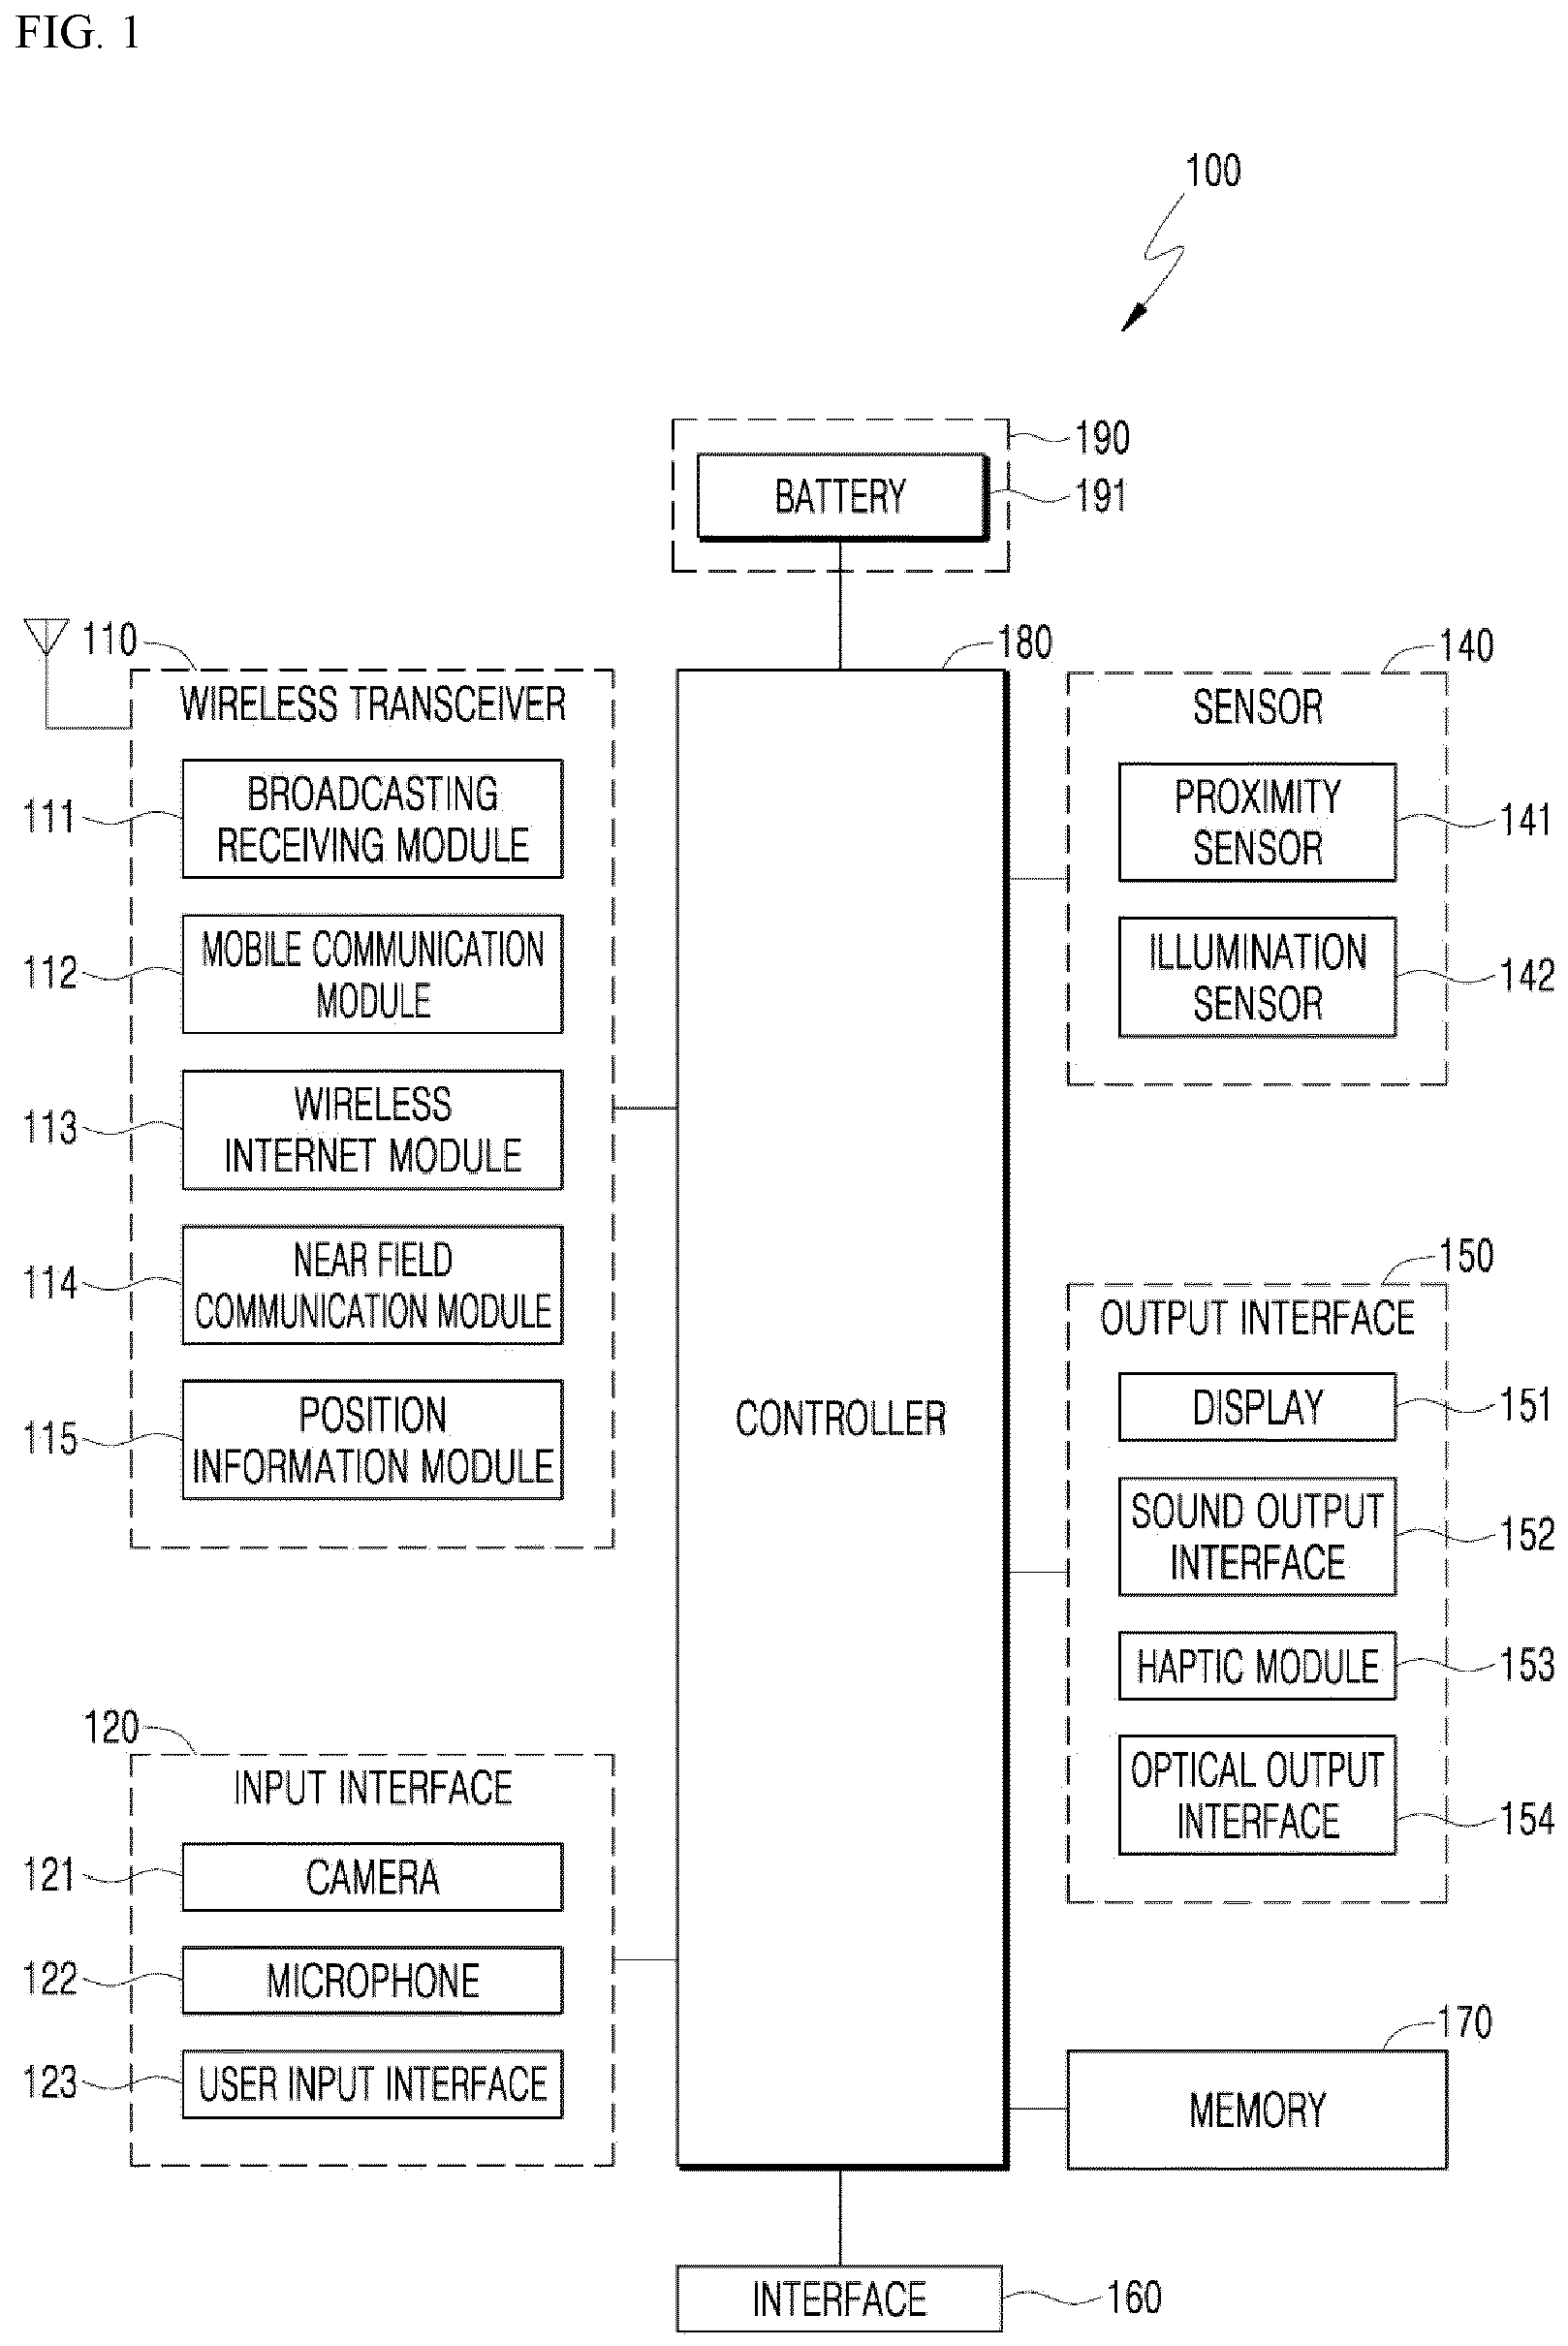 FIG. 1
100
190
BATTERY
191
110
WIRELESS TRANSCEIVER
111
BROADCASTING
RECEIVING MODULE
112
MOBILE COMMUNICATION
MODULE
113
WIRELESS
INTERNET MODULE
114
NEAR FIELD
COMMUNICATION MODULE
115
POSITION
INFORMATION MODULE
120
INPUT INTERFACE
121
CAMERA
122
MICROPHONE
123
USER INPUT INTERFACE
180
CONTROLLER
140
SENSOR
PROXIMITY
SENSOR
141
ILLUMINATION
SENSOR
142
150
OUTPUT INTERFACE
DISPLAY
151
SOUND OUTPUT
INTERFACE
152
HAPTIC MODULE
153
OPTICAL OUTPUT
INTERFACE
154
170
MEMORY
INTERFACE
160